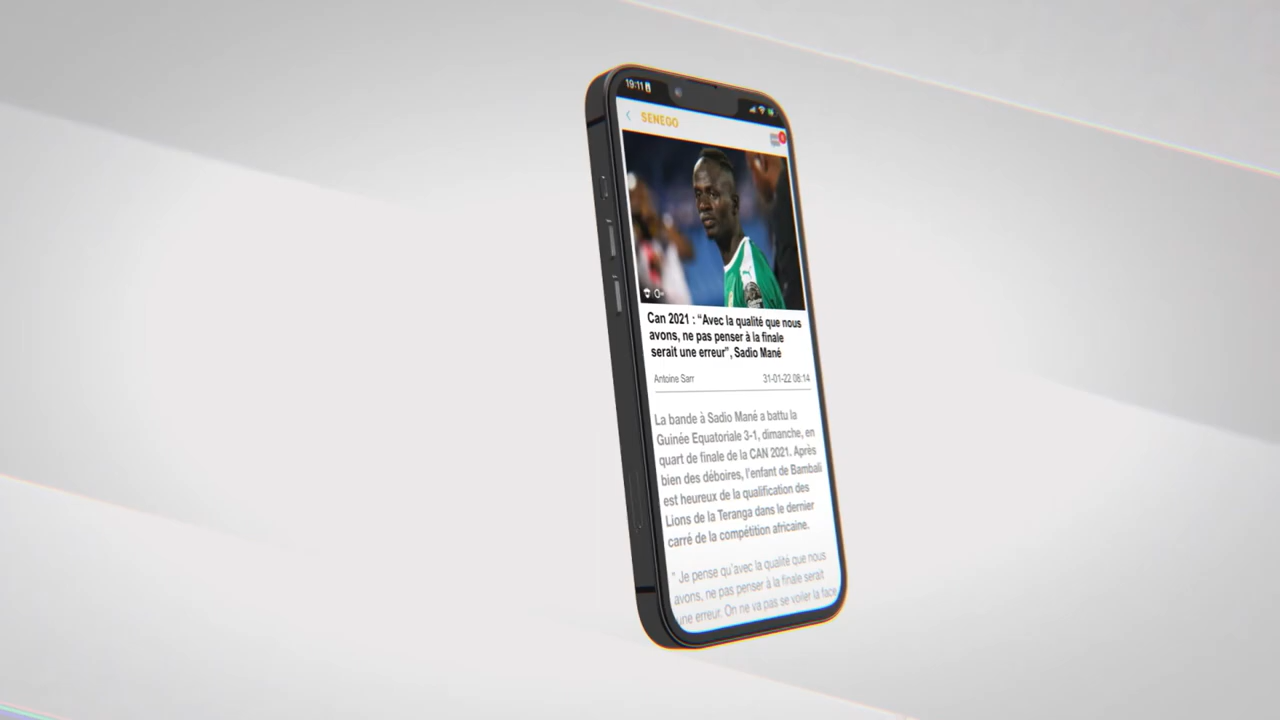 19:11
SENEGO
Can 2021 : “Avec la qualité que nous
avons, ne pas penser à la finale
serait une erreur”, Sadio Mané
Antoine Sarr 31-01-22 08:14
La bande à Sadio Mané a battu la
Guinée Equatoriale 3-1, dimanche, en
quart de finale de la CAN 2021. Après
bien des déboires, l'enfant de Bambali
est heureux de la qualification des
Lions de la Teranga dans le dernier
carré de la compétition africaine.
" Je pense qu'avec la qualité que nous
avons, ne pas penser à la finale serait
une erreur. On ne va pas se voiler la face